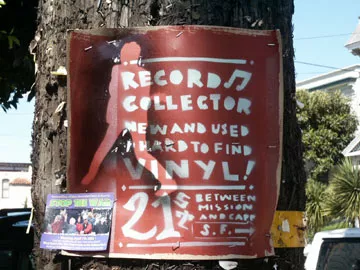 RECORD
COLLECTOR
NEW AND USED
HARD TO FIND
VINYL!
21ST
BETWEEN
MISSION
AND CAPP
S.F.